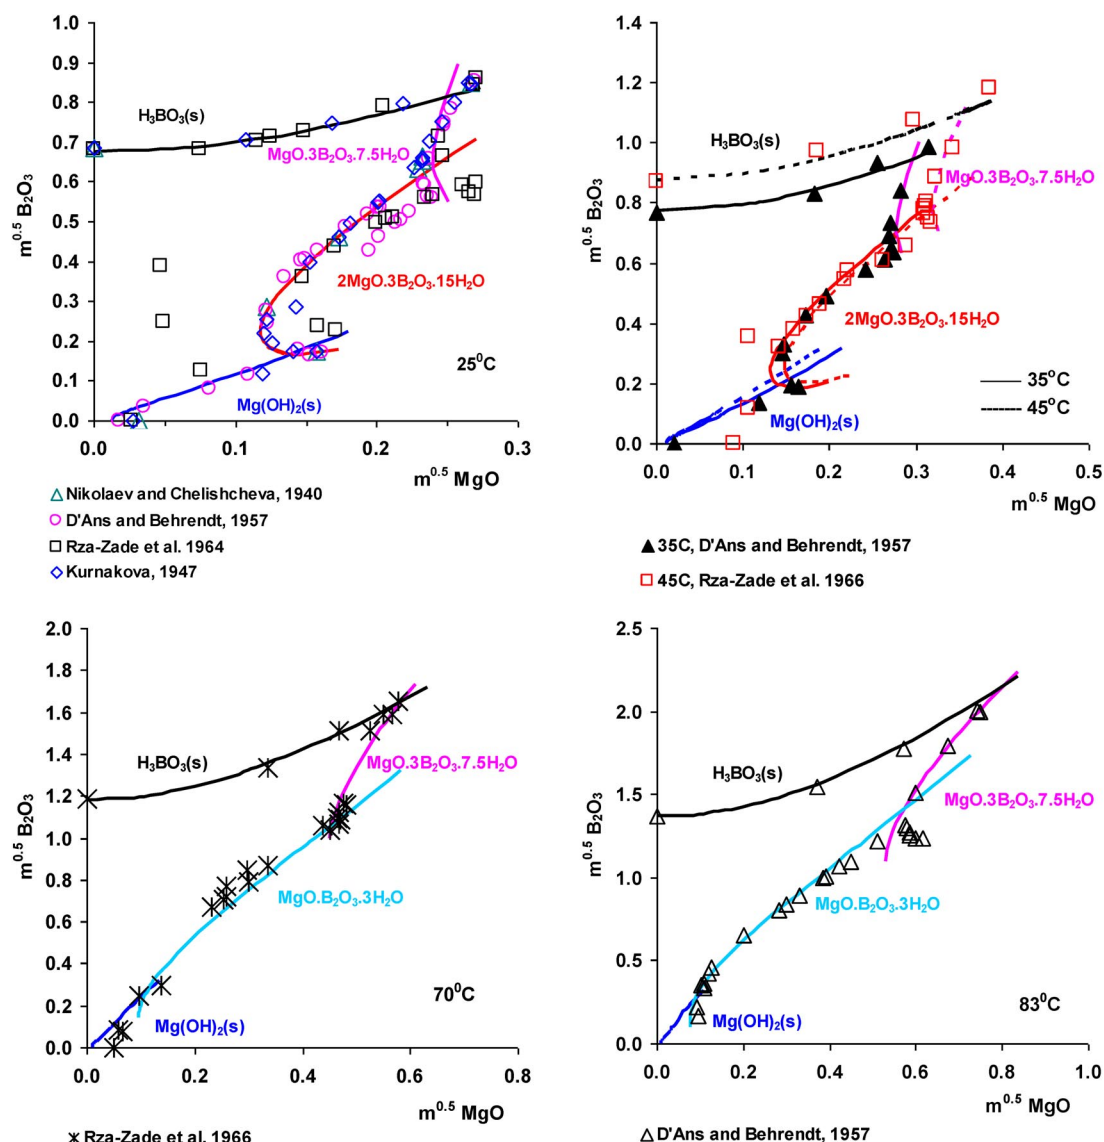 1.0
0.9
0.8
0.7
0.6
0.5
0.4
0.3
0.2
0.1
0.0
m⁰·⁵ B₂O₃
H₃BO₃(s)
MgO.3B₂O₃.7.5H₂O
2MgO.3B₂O₃.15H₂O
25⁰C
Mg(OH)₂(s)
0.0 0.1 0.2 0.3
m⁰·⁵ MgO
Nikolaev and Chelishcheva, 1940
D'Ans and Behrendt, 1957
Rza-Zade et al. 1964
Kurnakova, 1947
1.4
1.2
1.0
0.8
0.6
0.4
0.2
0.0
m⁰·⁵ B₂O₃
H₃BO₃(s)
MgO.3B₂O₃.7.5H₂O
2MgO.3B₂O₃.15H₂O
35°C
45°C
Mg(OH)₂(s)
0.0 0.1 0.2 0.3 0.4 0.5
m⁰·⁵ MgO
35C, D'Ans and Behrendt, 1957
45C, Rza-Zade et al. 1966
2.0
1.8
1.6
1.4
1.2
1.0
0.8
0.6
0.4
0.2
0.0
m⁰·⁵ B₂O₃
H₃BO₃(s)
MgO.3B₂O₃.7.5H₂O
MgO.B₂O₃.3H₂O
70⁰C
Mg(OH)₂(s)
0.0 0.2 0.4 0.6 0.8
m⁰·⁵ MgO
Rza-Zade et al. 1966
2.5
2.0
1.5
1.0
0.5
0.0
m⁰·⁵ B₂O₃
H₃BO₃(s)
MgO.3B₂O₃.7.5H₂O
MgO.B₂O₃.3H₂O
83⁰C
Mg(OH)₂(s)
0.0 0.2 0.4 0.6 0.8 1.0
m⁰·⁵ MgO
D'Ans and Behrendt, 1957